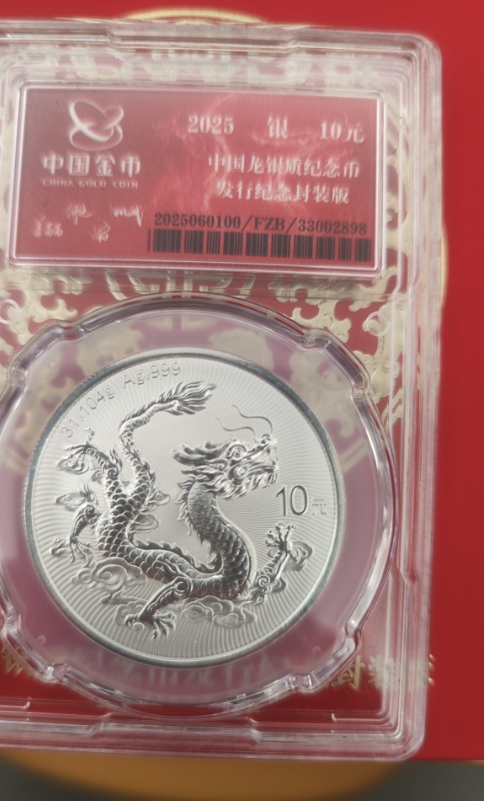 2025 银 10元
中国金币
CHINA GOLD COIN
中国龙银质纪念币
发行纪念封装版
2025060100/FZB/33002898
31.104g Ag.999
10元